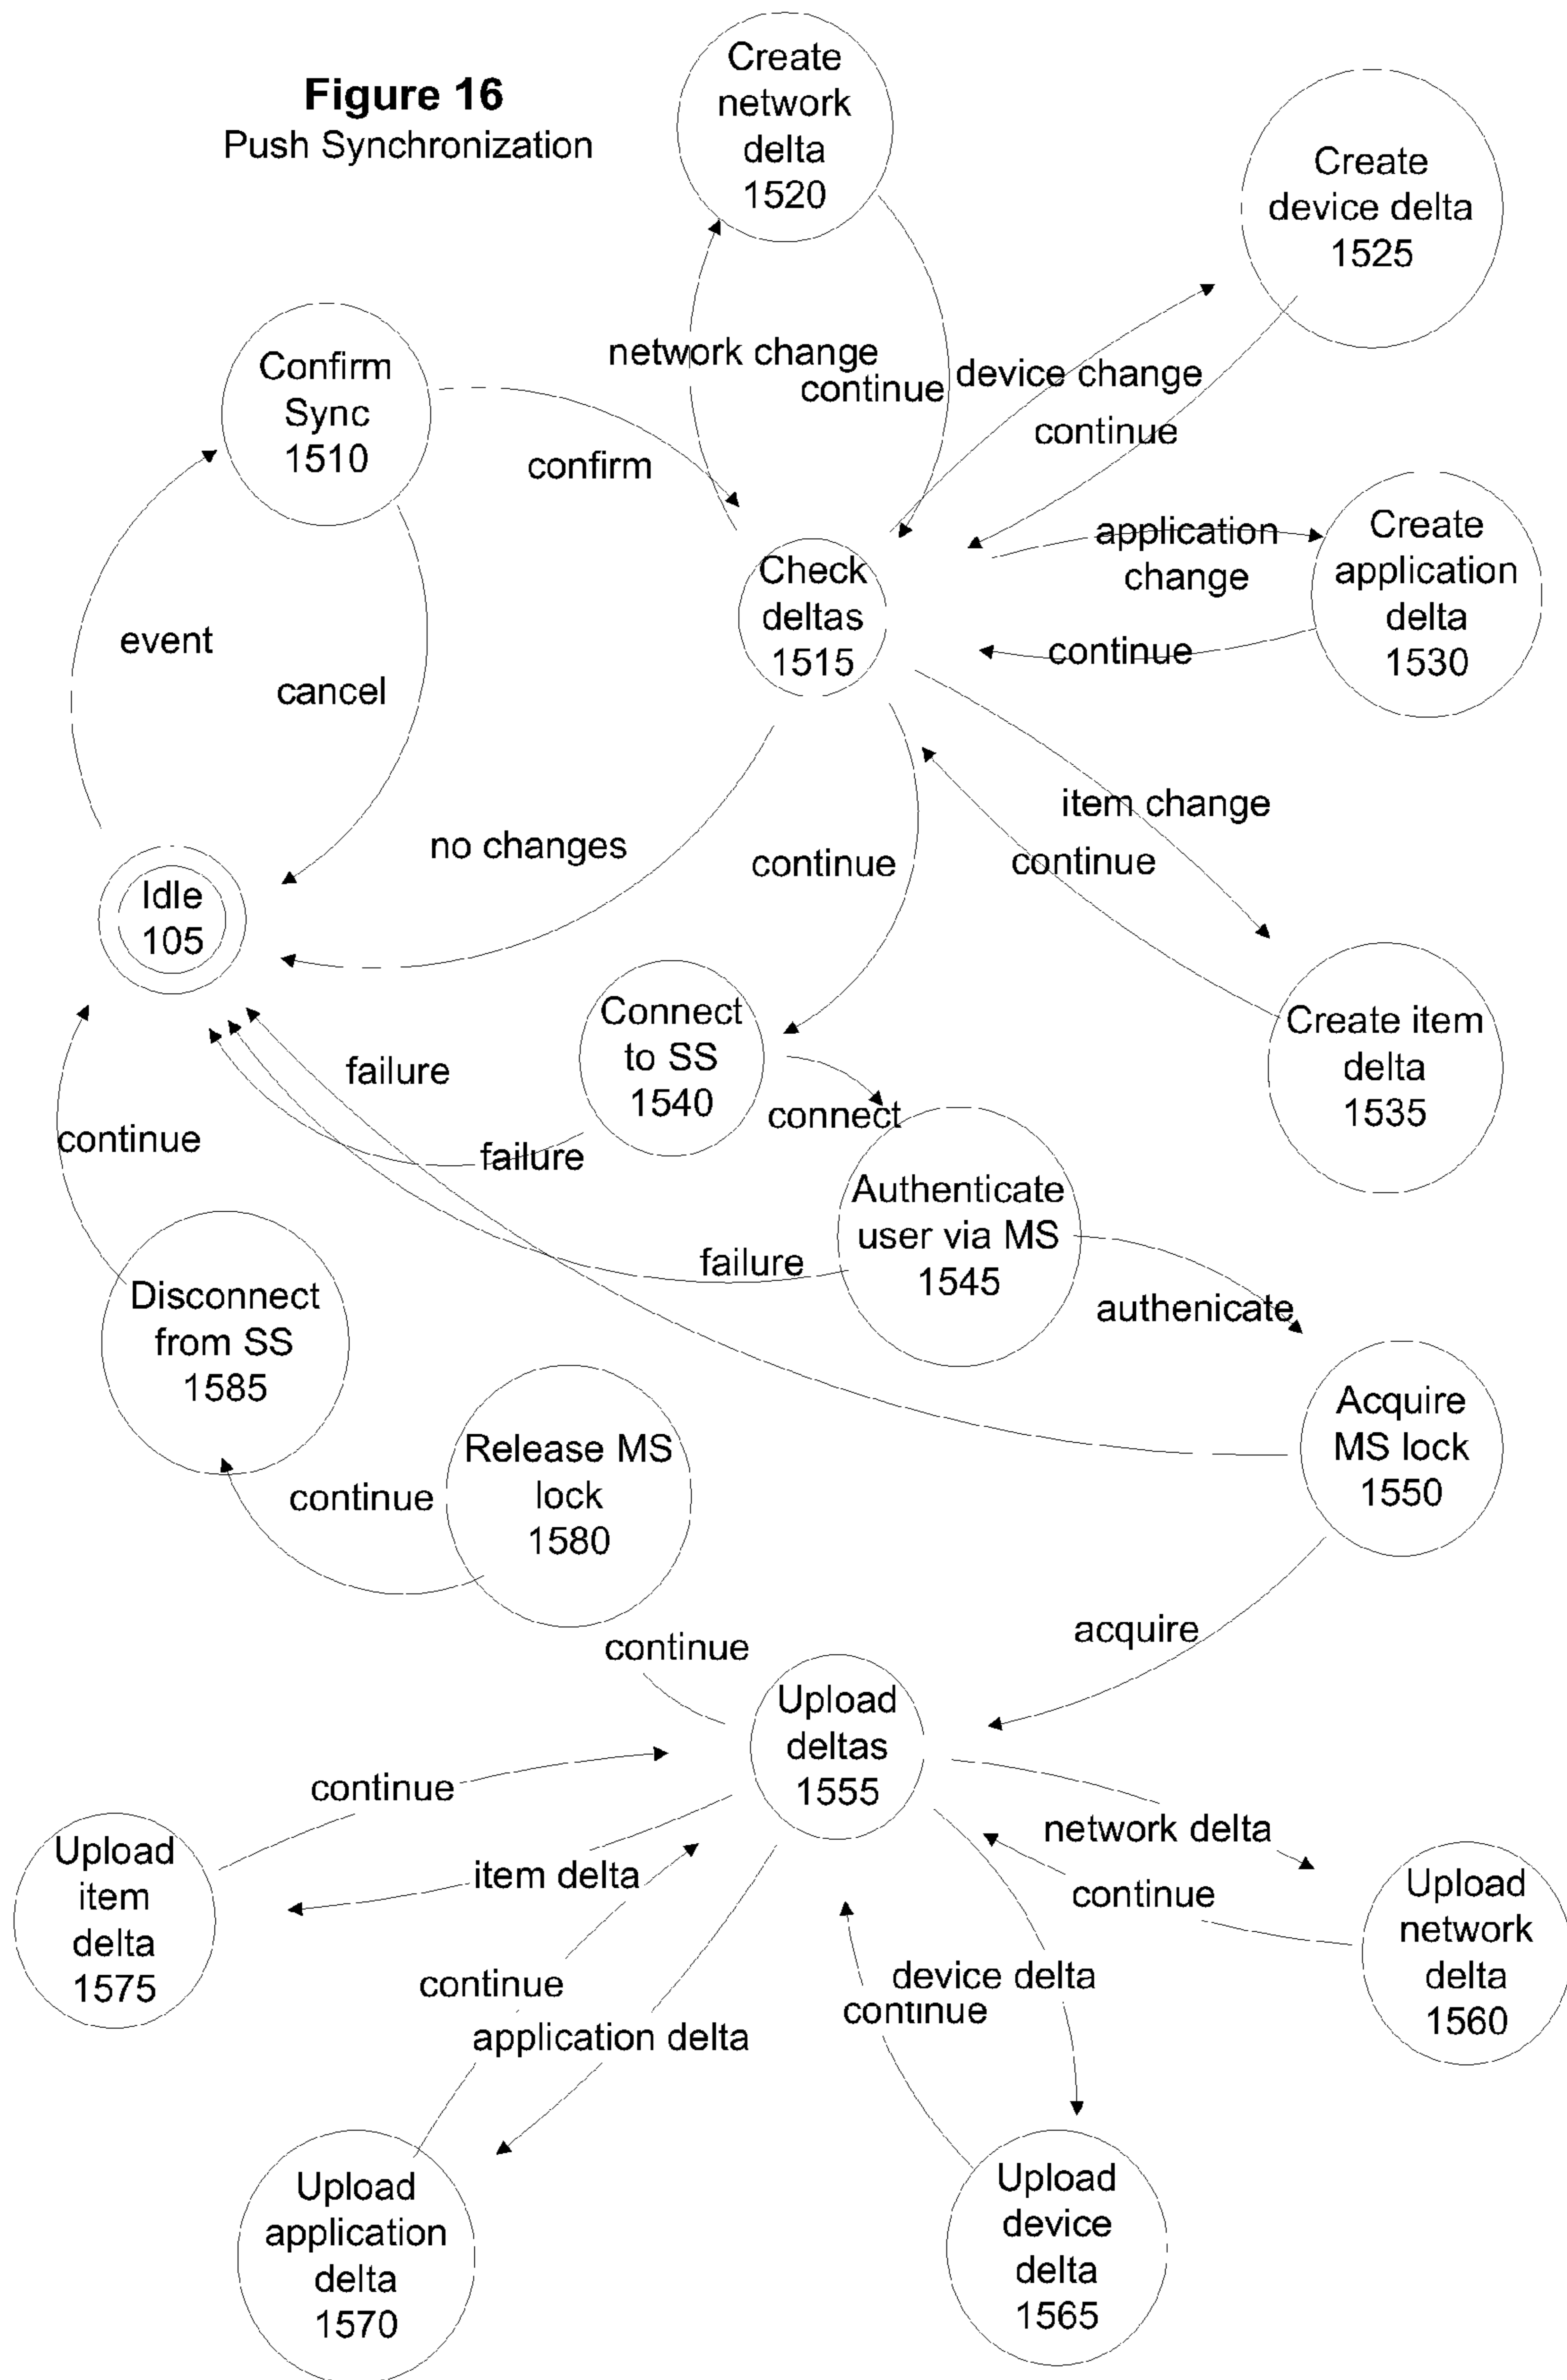 Figure 16
Push Synchronization
Create
network
delta
1520
Create
device delta
1525
Confirm
Sync
1510
network change
continue
device change
continue
confirm
Check
deltas
1515
application
change
Create
application
delta
1530
continue
event
cancel
item change
continue
no changes
continue
Idle
105
Connect
to SS
1540
Create item
delta
1535
failure
connect
continue
failure
Authenticate
user via MS
1545
failure
authenicate
Disconnect
from SS
1585
Acquire
MS lock
1550
Release MS
lock
1580
continue
acquire
continue
Upload
deltas
1555
continue
network delta
Upload
item
delta
1575
item delta
continue
Upload
network
delta
1560
continue
device delta
continue
application delta
Upload
application
delta
1570
Upload
device
delta
1565